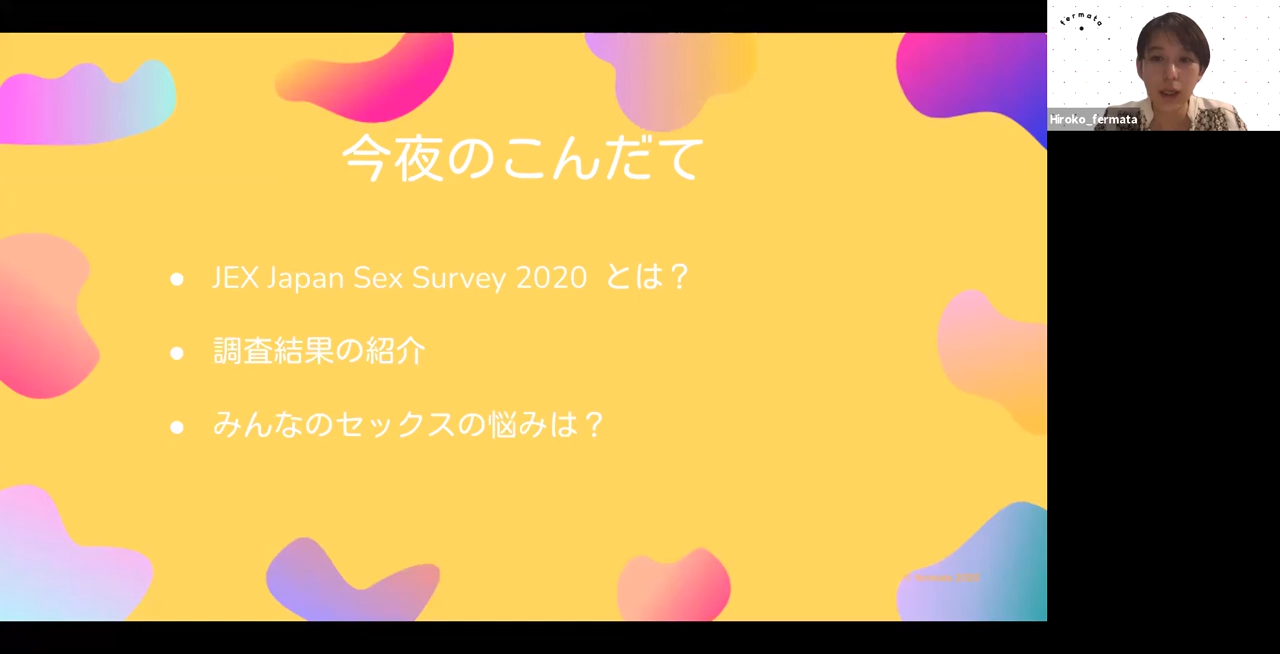 fermata
Hiroko_fermata
今夜のこんだて
● JEX Japan Sex Survey 2020 とは？
● 調査結果の紹介
● みんなのセックスの悩みは？